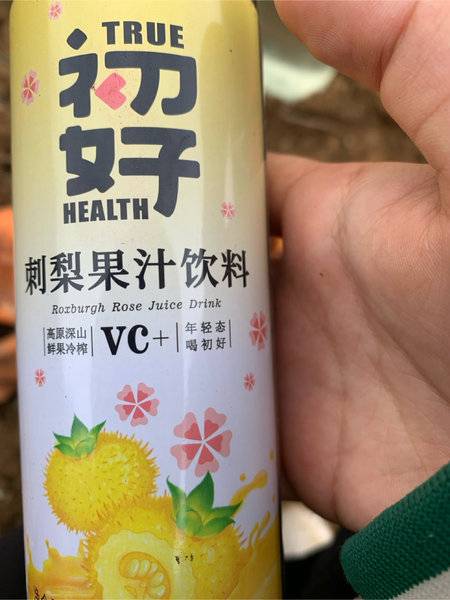 TRUE
初
好
HEALTH
刺梨果汁饮料
Roxburgh Rose Juice Drink
高原深山
鲜果冷榨
VC+
年轻态
喝初好